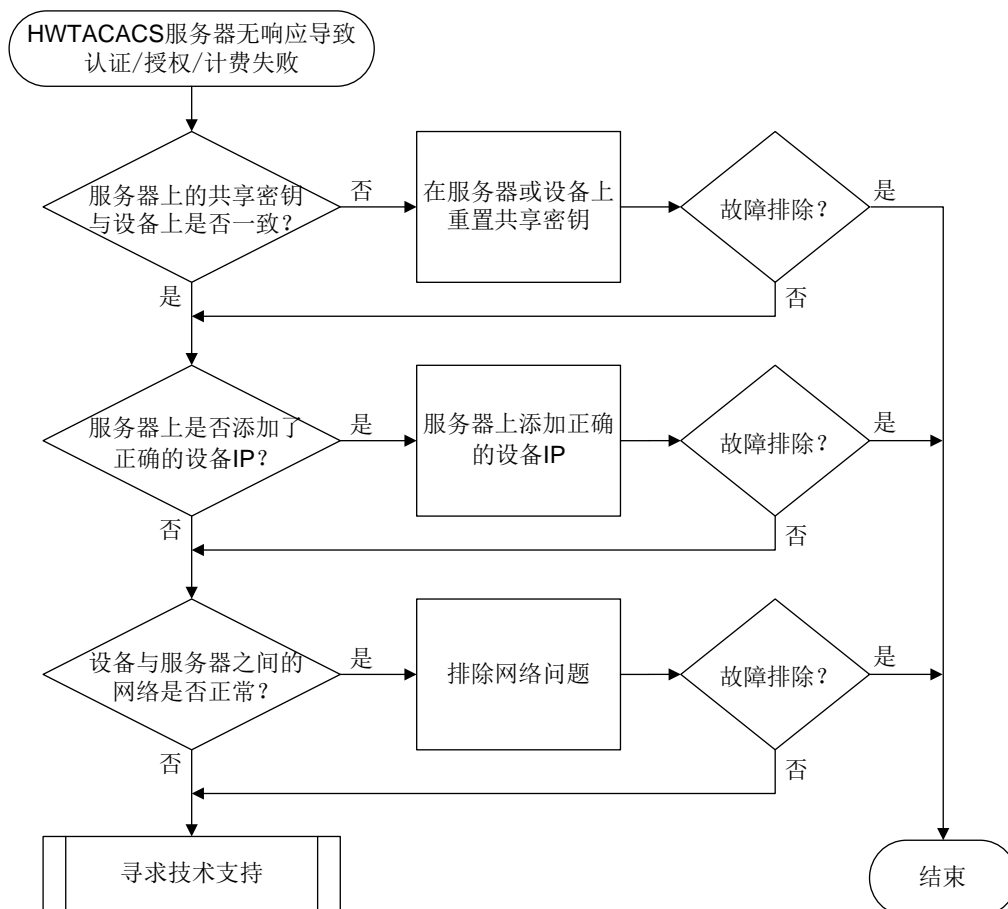 HWTACACS服务器无响应导致
认证/授权/计费失败
服务器上的共享密钥
与设备上是否一致？
否
在服务器或设备上
重置共享密钥
故障排除？
是
是
否
服务器上是否添加了
正确的设备IP？
是
服务器上添加正确
的设备IP
故障排除？
是
否
否
设备与服务器之间的
网络是否正常？
是
排除网络问题
故障排除？
是
否
否
寻求技术支持
结束